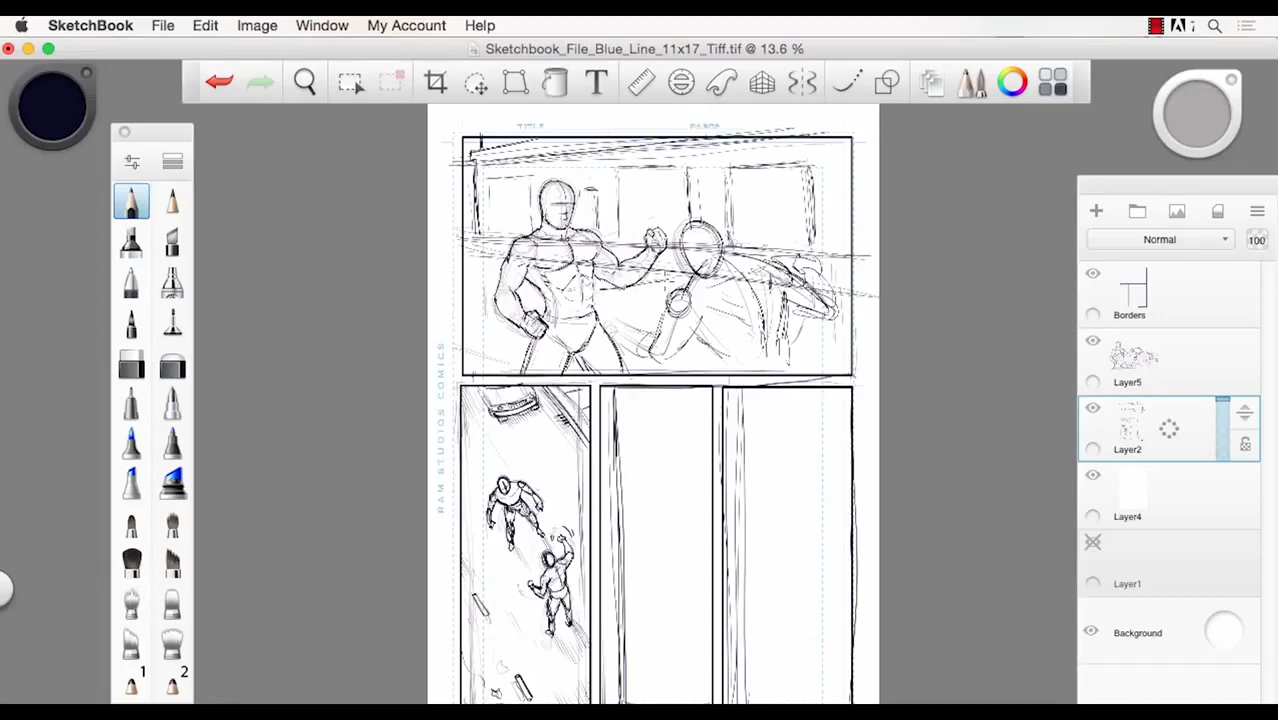 SketchBook File Edit Image Window My Account Help
Sketchbook_File_Blue_Line_11x17_Tiff.tif @ 13.6 %
T
TITLE
RAM STUDIOS COMICS
Normal
100
Borders
Layer5
Layer2
Layer4
Layer1
Background
1 2